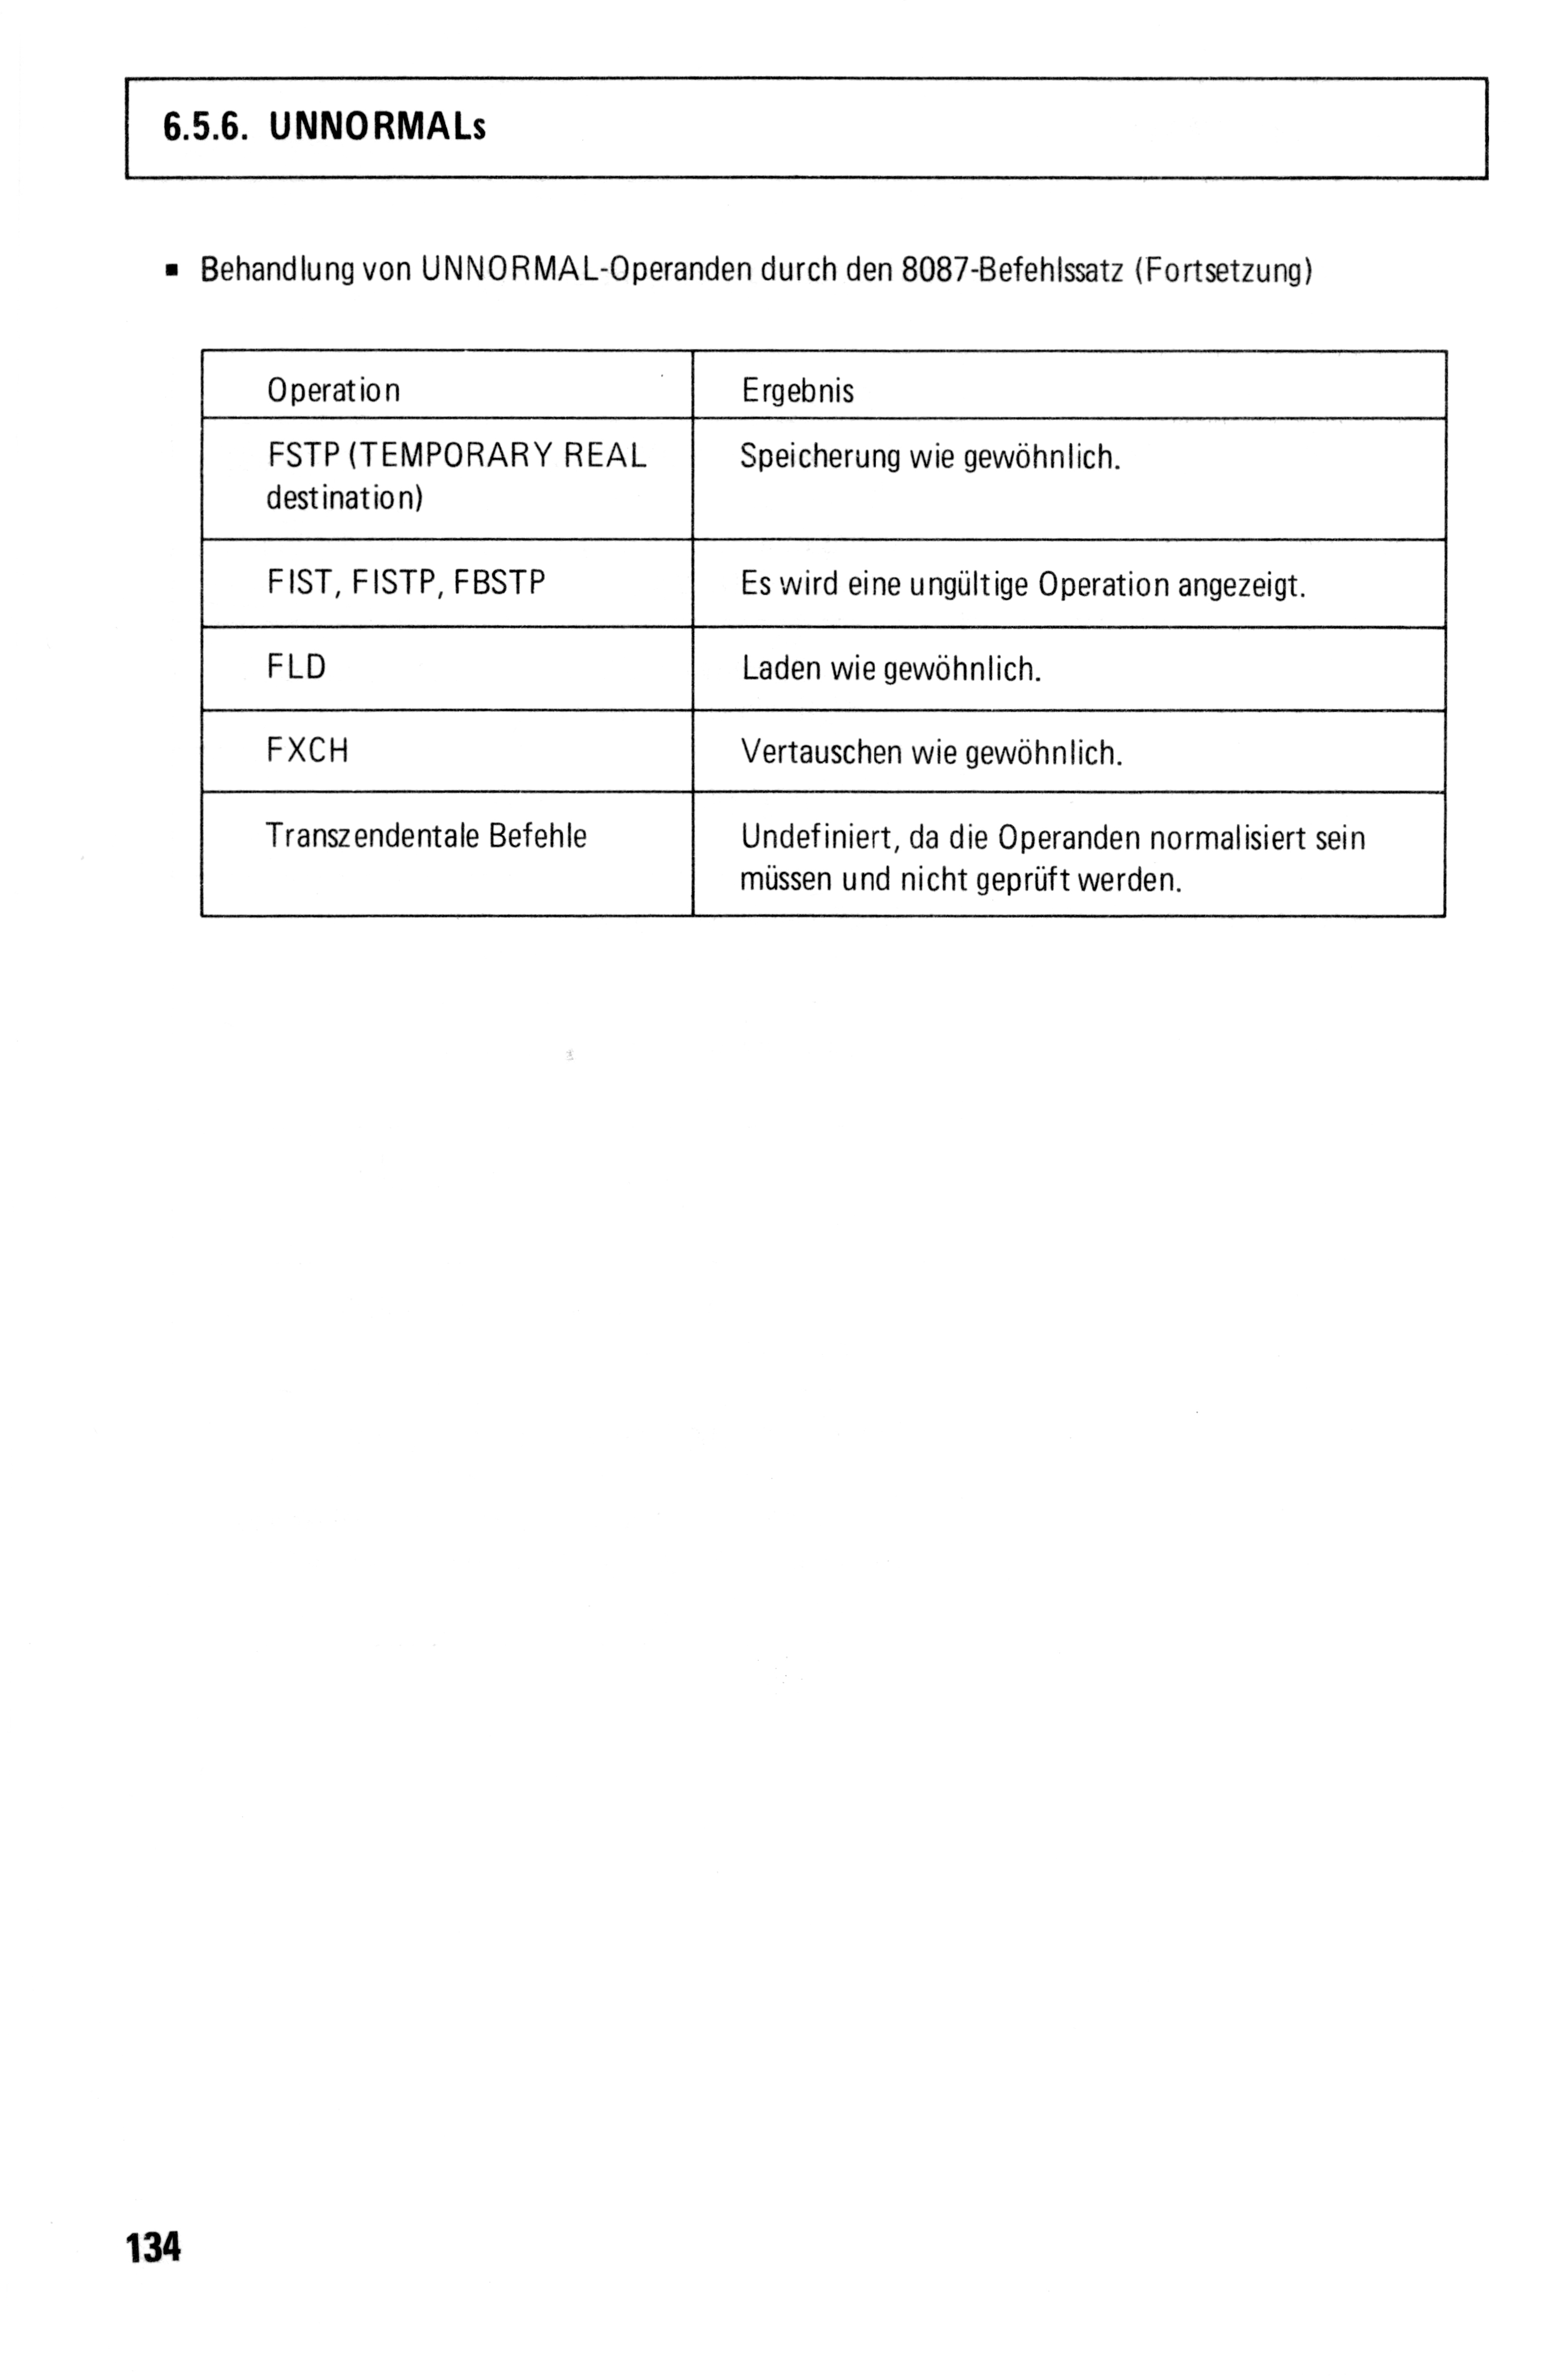 6.5.6. UNNORMALs
▪ Behandlung von UNNORMAL-Operanden durch den 8087-Befehlssatz (Fortsetzung)
Operation Ergebnis
FSTP (TEMPORARY REAL Speicherung wie gewöhnlich.
destination)
FIST, FISTP, FBSTP Es wird eine ungültige Operation angezeigt.
FLD Laden wie gewöhnlich.
FXCH Vertauschen wie gewöhnlich.
Transzendentale Befehle Undefiniert, da die Operanden normalisiert sein
müssen und nicht geprüft werden.
134